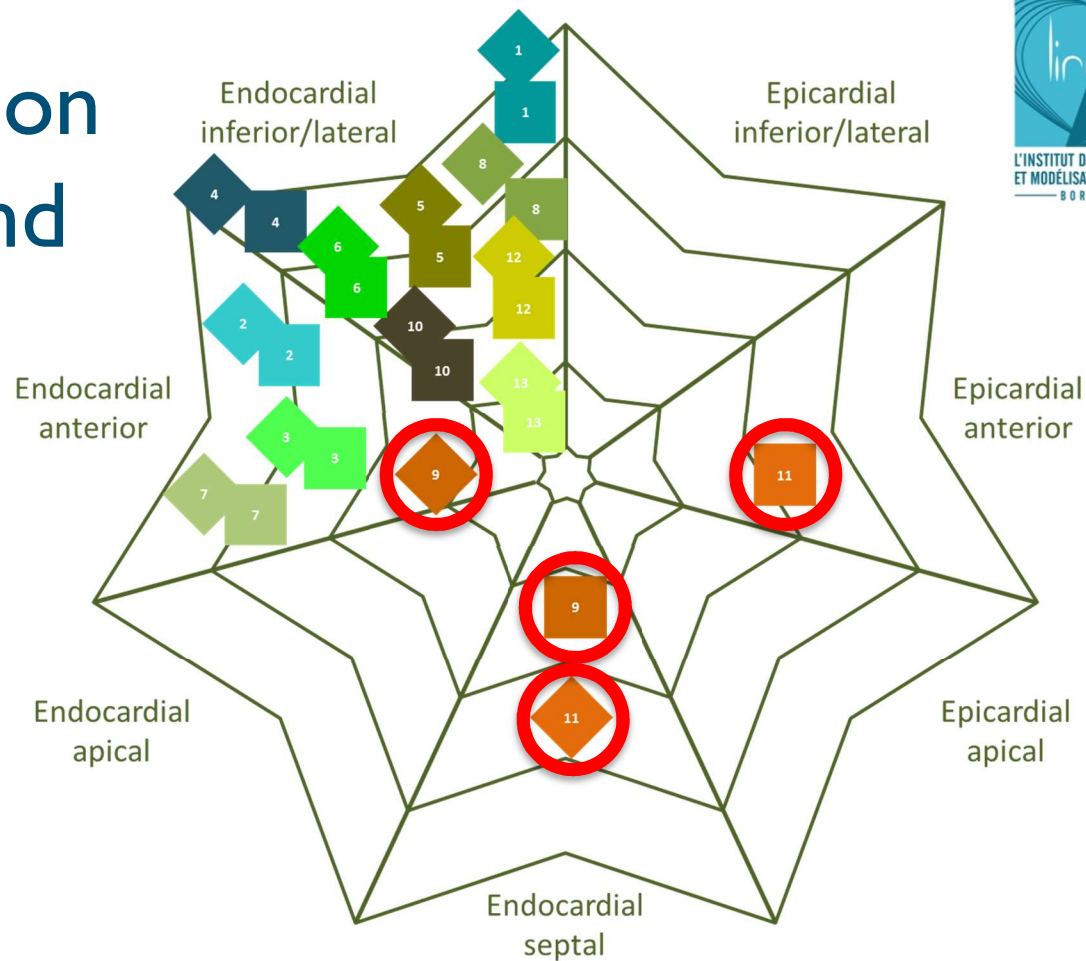 on
nd
L'INSTITUT D
ET MODÉLISA
BOR
Endocardial
inferior/lateral
Epicardial
inferior/lateral
Endocardial
anterior
Epicardial
anterior
Endocardial
apical
Epicardial
apical
Endocardial
septal
1
1
8
8
4
4
5
5
6
6
12
12
2
2
10
10
13
13
3
3
7
7
9
11
9
11